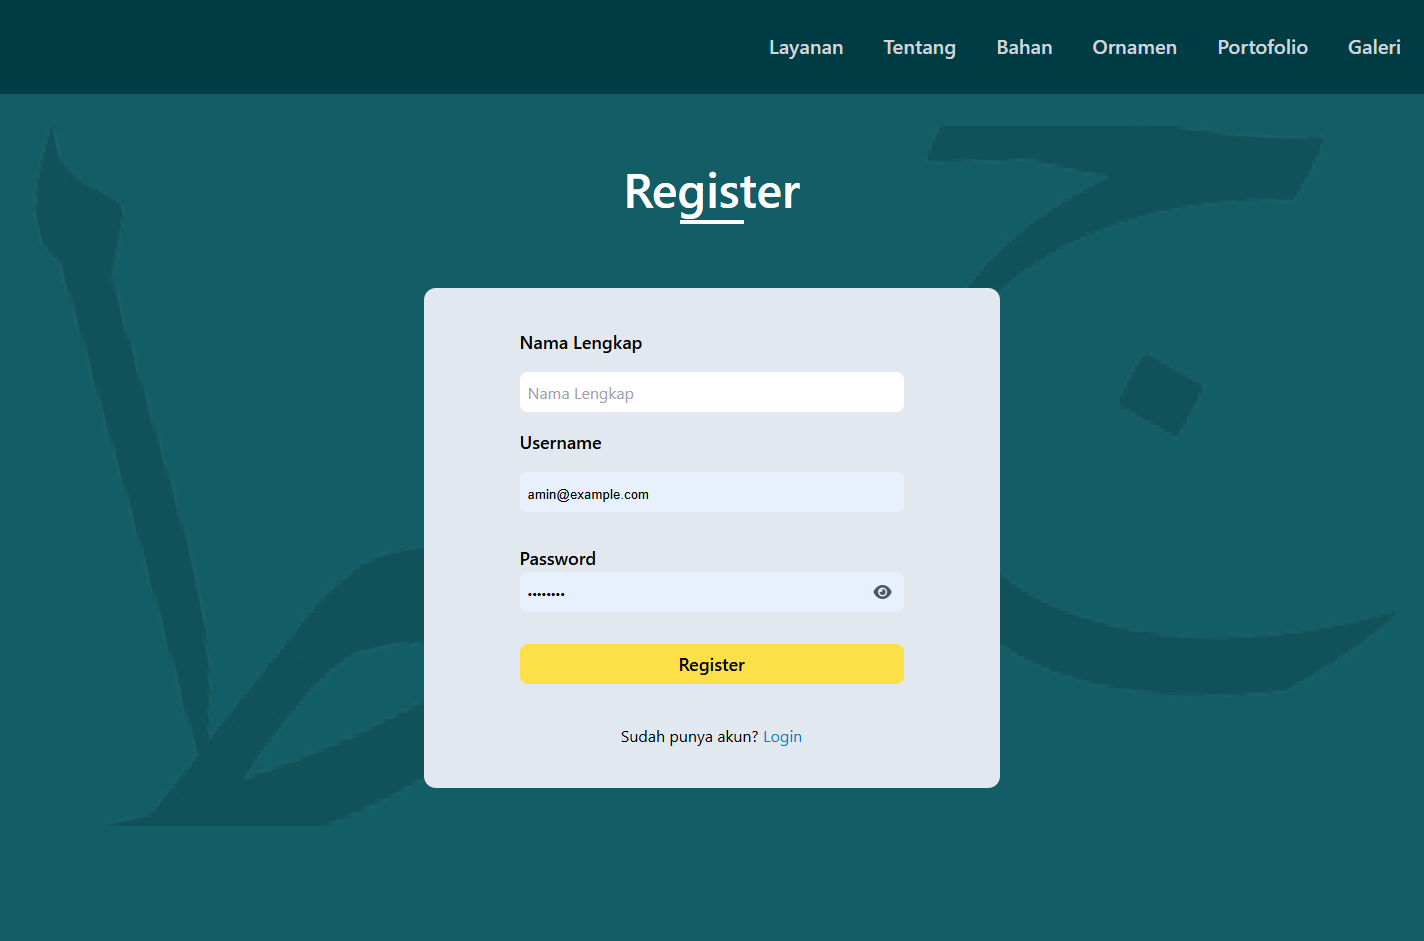 Layanan Tentang Bahan Ornamen Portofolio Galeri
Register
Nama Lengkap
Nama Lengkap
Username
amin@example.com
Password
••••••••
Register
Sudah punya akun? Login